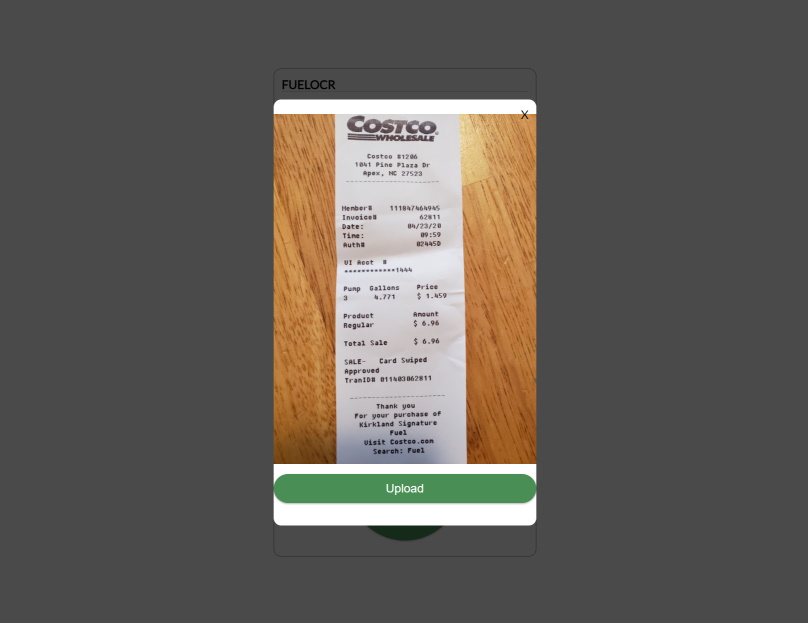 FUELOCR
X
COSTCO
WHOLESALE
Costco #1206
1041 Pine Plaza Dr
Apex, NC 27523
Member# 111847464945
Invoice# 62811
Date: 04/23/20
Time: 09:59
Auth# 02445D
VI Acct #
************1444
Pump Gallons Price
3 4.771 $ 1.459
Product Amount
Regular $ 6.96
Total Sale $ 6.96
SALE- Card Swiped
Approved
TranID# 011403062811
Thank you
For your purchase of
Kirkland Signature
Fuel
Visit Costco.com
Search: Fuel
Upload